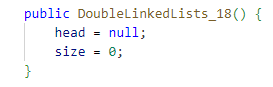 public DoubleLinkedLists_18() {
    head = null;
    size = 0;
}